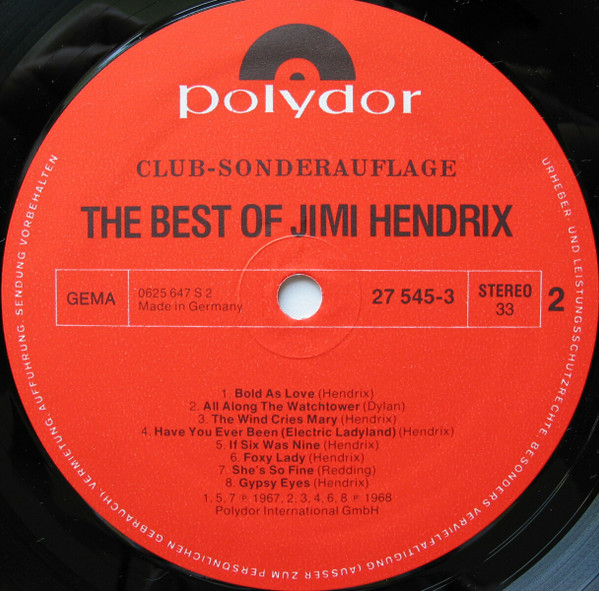 polydor
CLUB-SONDERAUFLAGE
THE BEST OF JIMI HENDRIX
GEMA
0625 647 S 2
Made in Germany
27 545-3
STEREO
33
2
1. Bold As Love (Hendrix)
2. All Along The Watchtower (Dylan)
3. The Wind Cries Mary (Hendrix)
4. Have You Ever Been (Electric Ladyland) (Hendrix)
5. If Six Was Nine (Hendrix)
6. Foxy Lady (Hendrix)
7. She's So Fine (Redding)
8. Gypsy Eyes (Hendrix)
1, 5, 7 ℗ 1967, 2, 3, 4, 6, 8 ℗ 1968
Polydor International GmbH
URHEBER- UND LEISTUNGSSCHUTZRECHTE, BESONDERS VERVIELFÄLTIGUNG (AUSSER ZUM PERSÖNLICHEN GEBRAUCH), VERMIETUNG, AUFFÜHRUNG, SENDUNG VORBEHALTEN